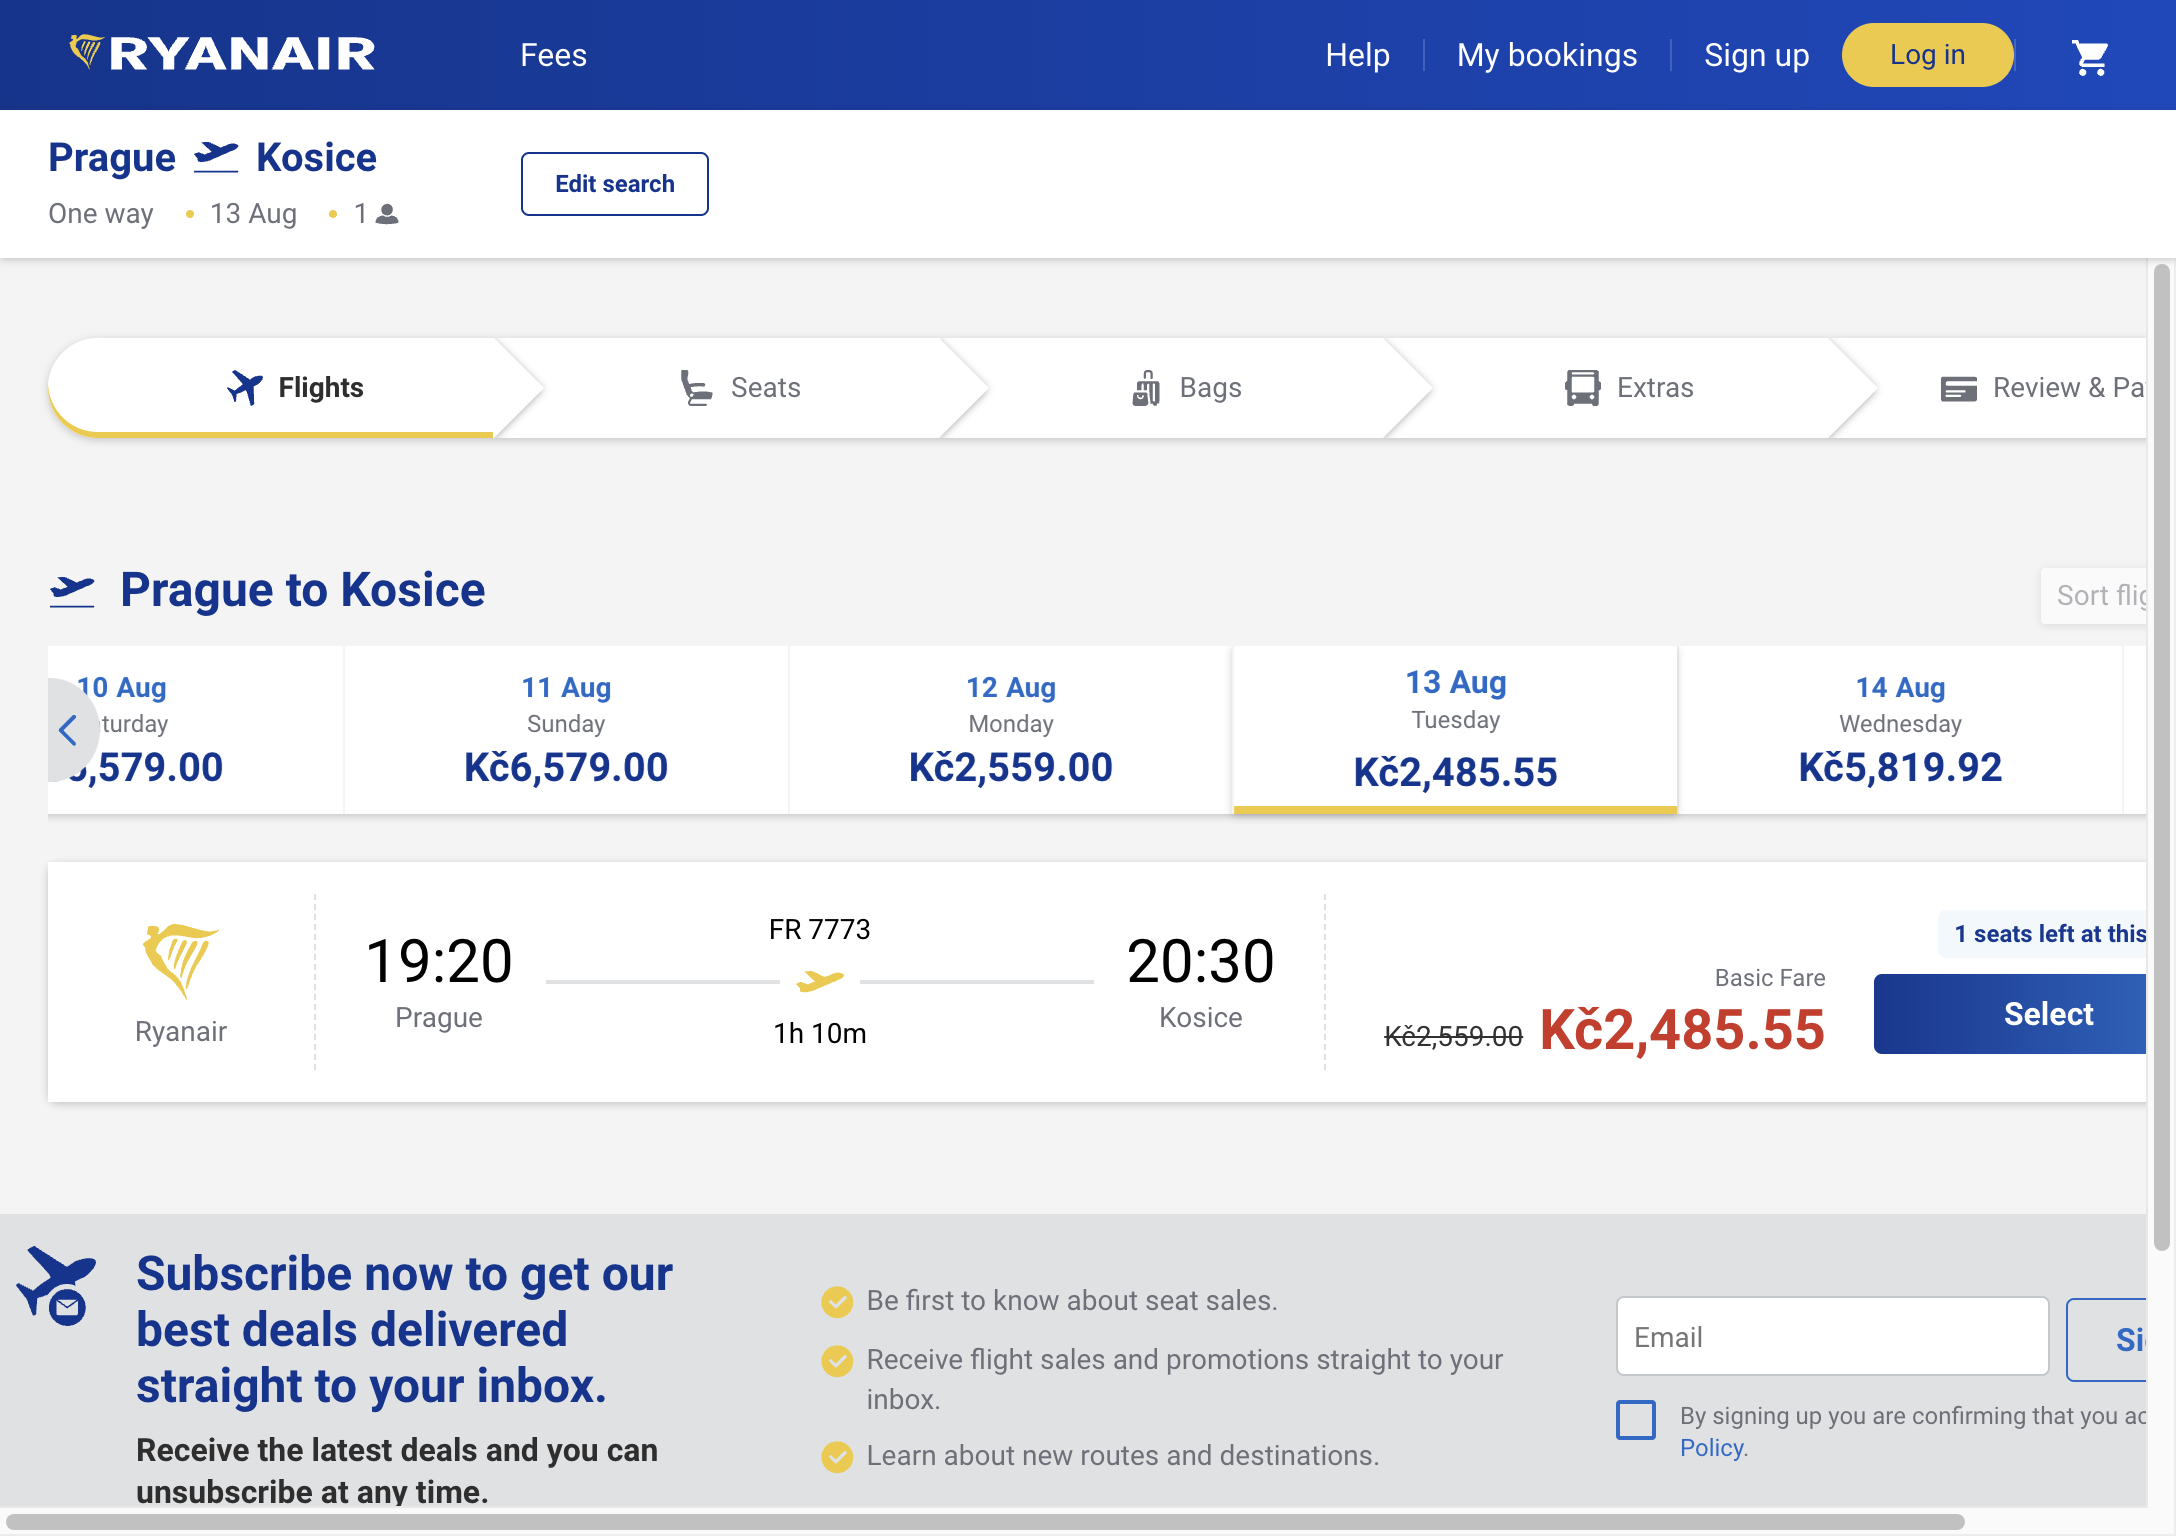 RYANAIR
Fees
Help
My bookings
Sign up
Log in
Prague Kosice
One way • 13 Aug • 1
Edit search
Flights
Seats
Bags
Extras
Review & Pa
Prague to Kosice
Sort flig
10 Aug
turday
,579.00
11 Aug
Sunday
Kč6,579.00
12 Aug
Monday
Kč2,559.00
13 Aug
Tuesday
Kč2,485.55
14 Aug
Wednesday
Kč5,819.92
Ryanair
19:20
Prague
FR 7773
1h 10m
20:30
Kosice
Basic Fare
Kč2,559.00 Kč2,485.55
1 seats left at this
Select
Subscribe now to get our
best deals delivered
straight to your inbox.
Receive the latest deals and you can
unsubscribe at any time.
Be first to know about seat sales.
Receive flight sales and promotions straight to your
inbox.
Learn about new routes and destinations.
Email
Si
By signing up you are confirming that you ac
Policy.